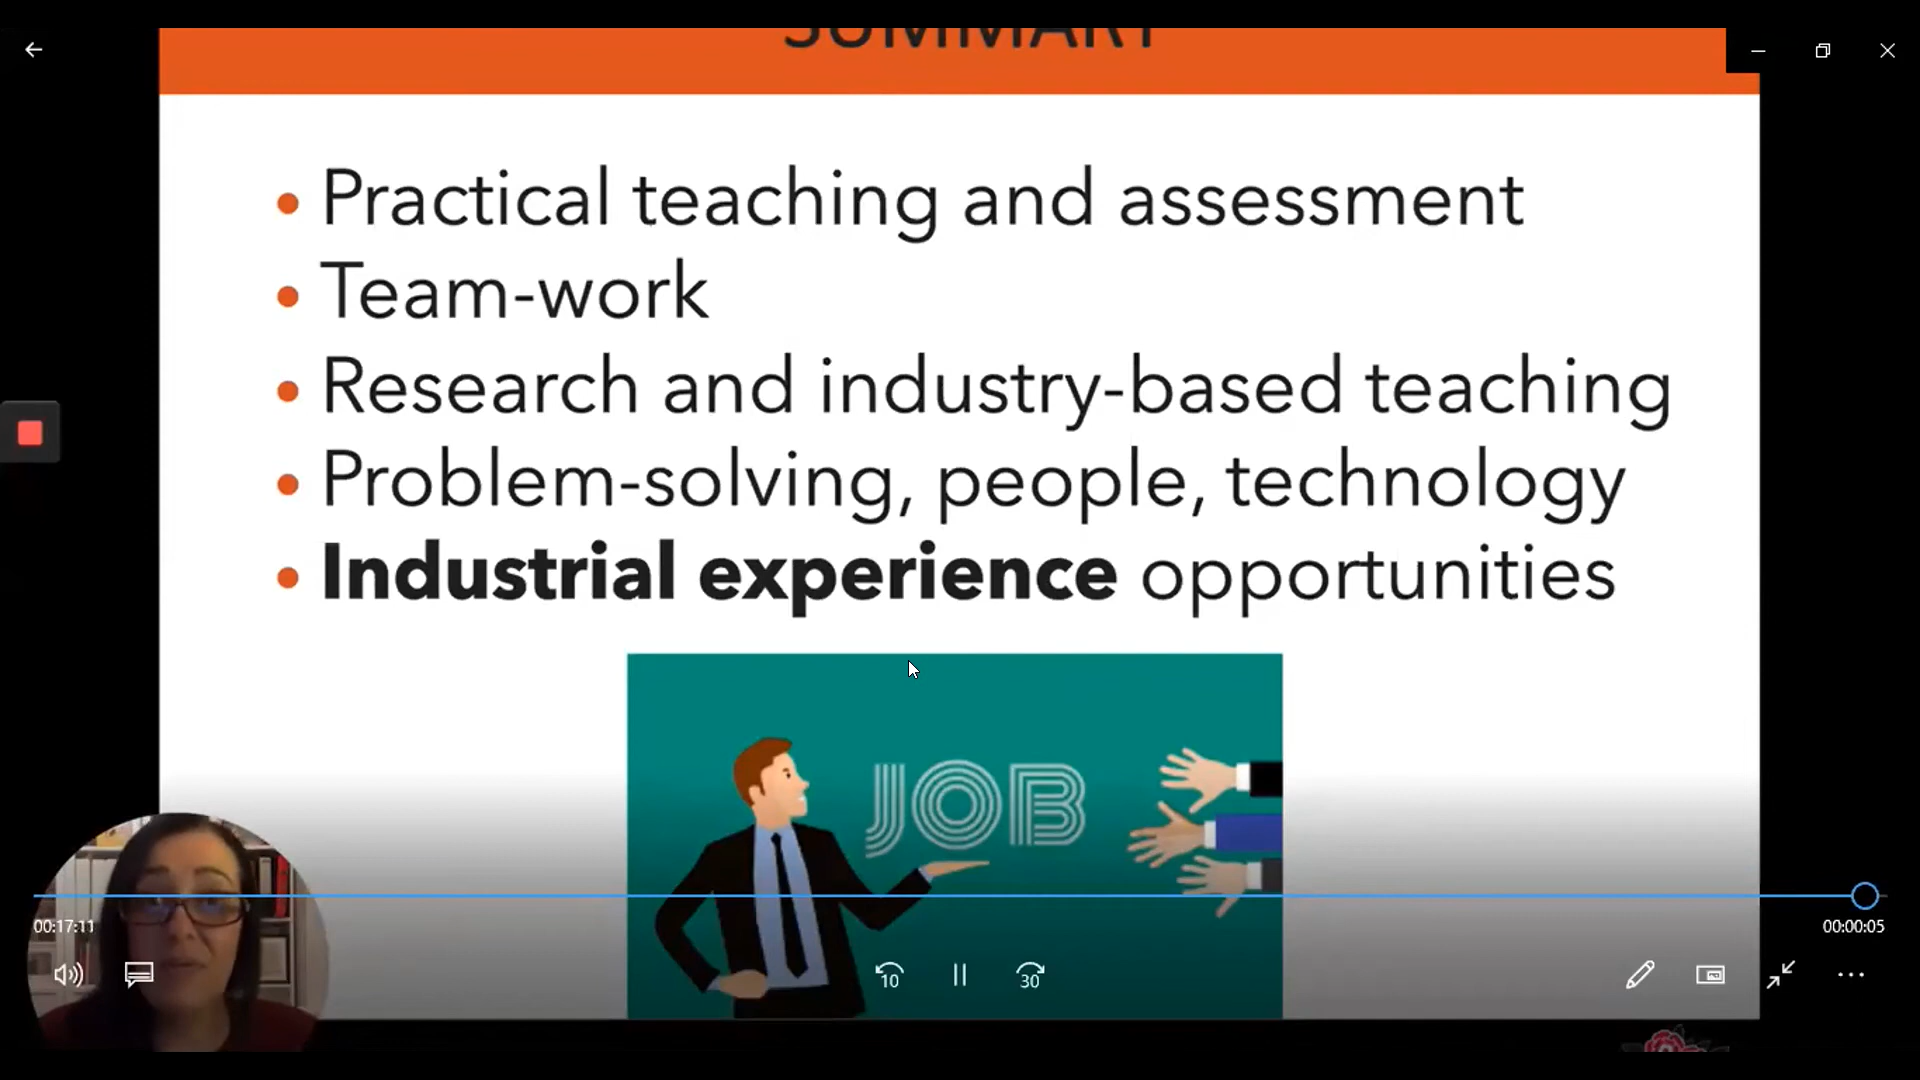 SUMMARY
Practical teaching and assessment
Team-work
Research and industry-based teaching
Problem-solving, people, technology
Industrial experience opportunities
JOB
00:17:11
00:00:05
10
30